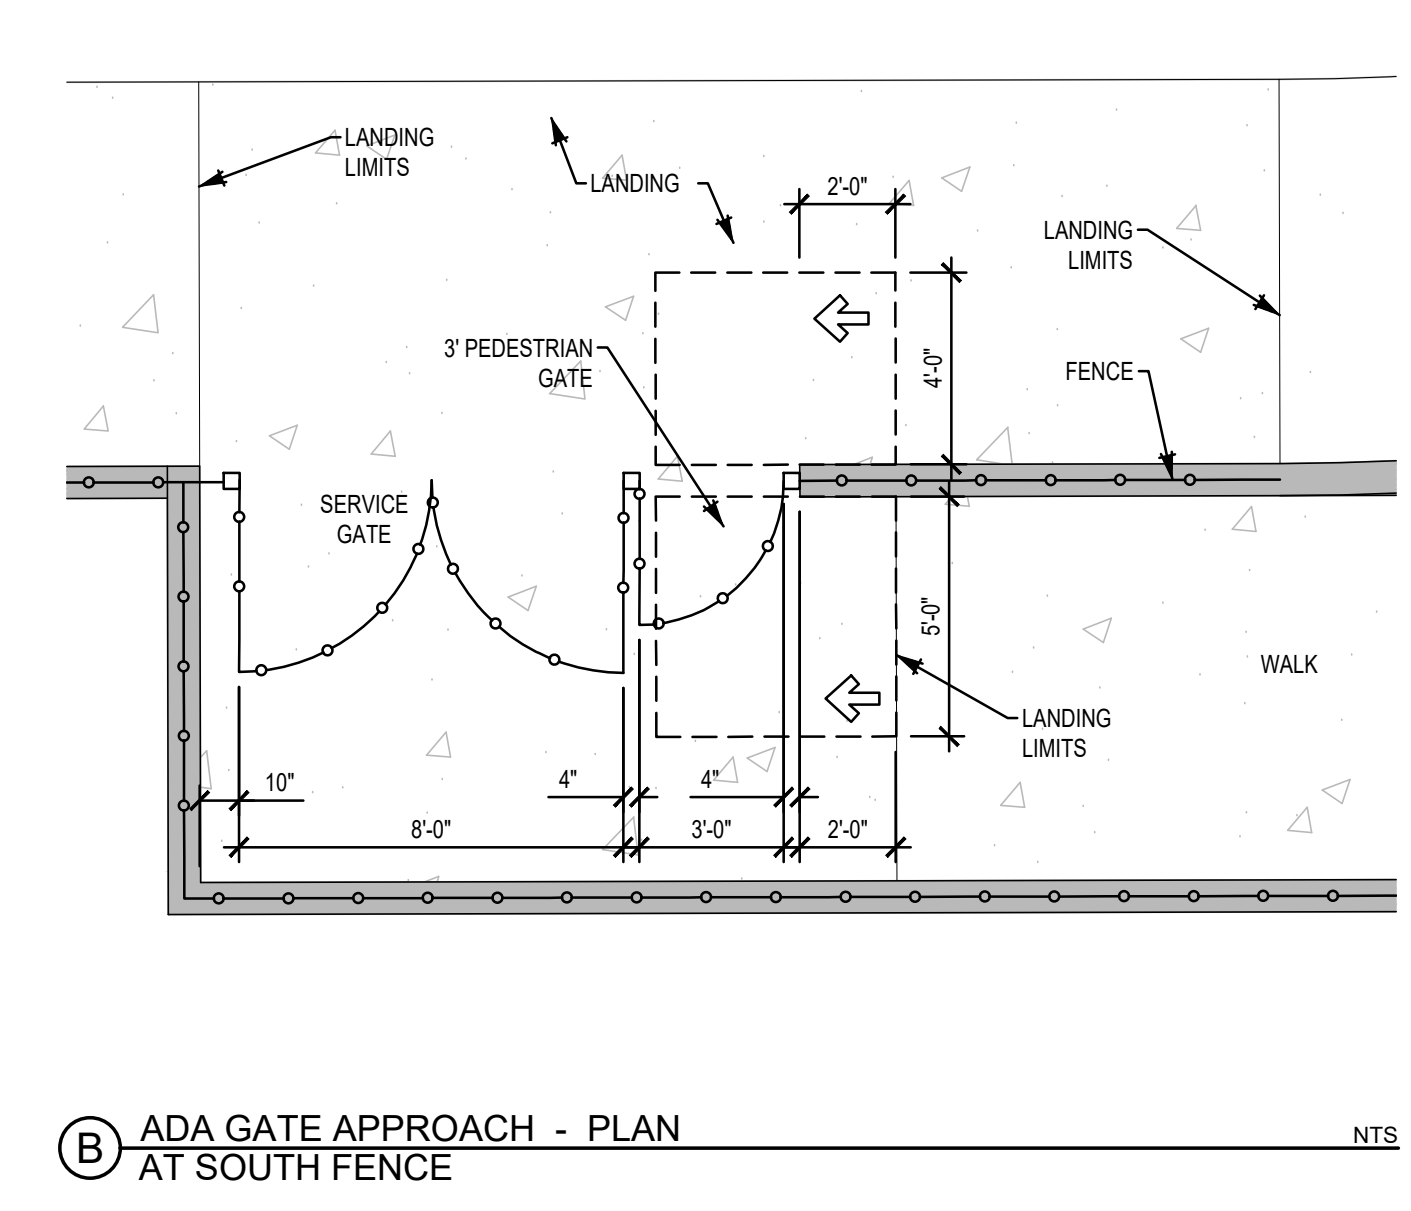 LANDING
LIMITS
LANDING
2'-0"
LANDING
LIMITS
3' PEDESTRIAN
GATE
4'-0"
FENCE
SERVICE
GATE
5'-0"
WALK
LANDING
LIMITS
10"
4"
4"
8'-0"
3'-0"
2'-0"
B
ADA GATE APPROACH - PLAN
NTS
AT SOUTH FENCE